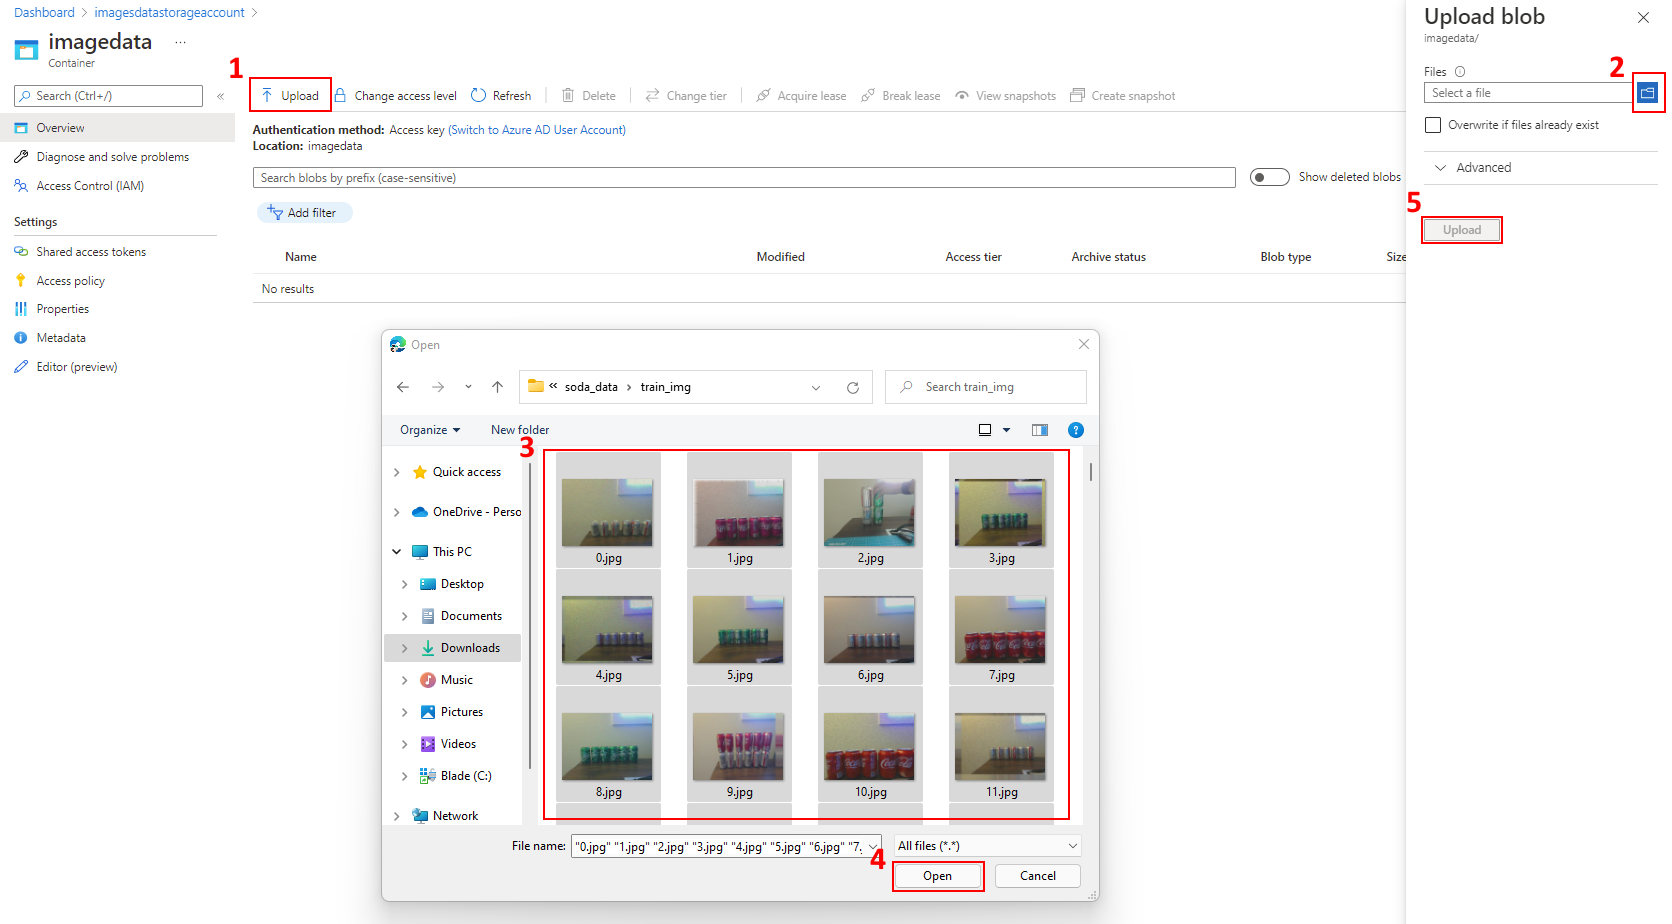 Dashboard > imagesdatastorageaccount >
imagedata ...
Container
Search (Ctrl+/) «
Overview
Diagnose and solve problems
Access Control (IAM)
Settings
Shared access tokens
Access policy
Properties
Metadata
Editor (preview)
1
Upload Change access level Refresh Delete Change tier Acquire lease Break lease View snapshots Create snapshot
Authentication method: Access key (Switch to Azure AD User Account)
Location: imagedata
Search blobs by prefix (case-sensitive) Show deleted blobs
Add filter
Name Modified Access tier Archive status Blob type Size
No results
Open
« soda_data > train_img Search train_img
Organize New folder
3
Quick access
OneDrive - Perso
This PC
Desktop
Documents
Downloads
Music
Pictures
Videos
Blade (C:)
Network
0.jpg 1.jpg 2.jpg 3.jpg
4.jpg 5.jpg 6.jpg 7.jpg
8.jpg 9.jpg 10.jpg 11.jpg
File name: "0.jpg" "1.jpg" "2.jpg" "3.jpg" "4.jpg" "5.jpg" "6.jpg" "7. All files (*.*)
4
Open Cancel
Upload blob
imagedata/
Files
2
Select a file
Overwrite if files already exist
Advanced
5
Upload